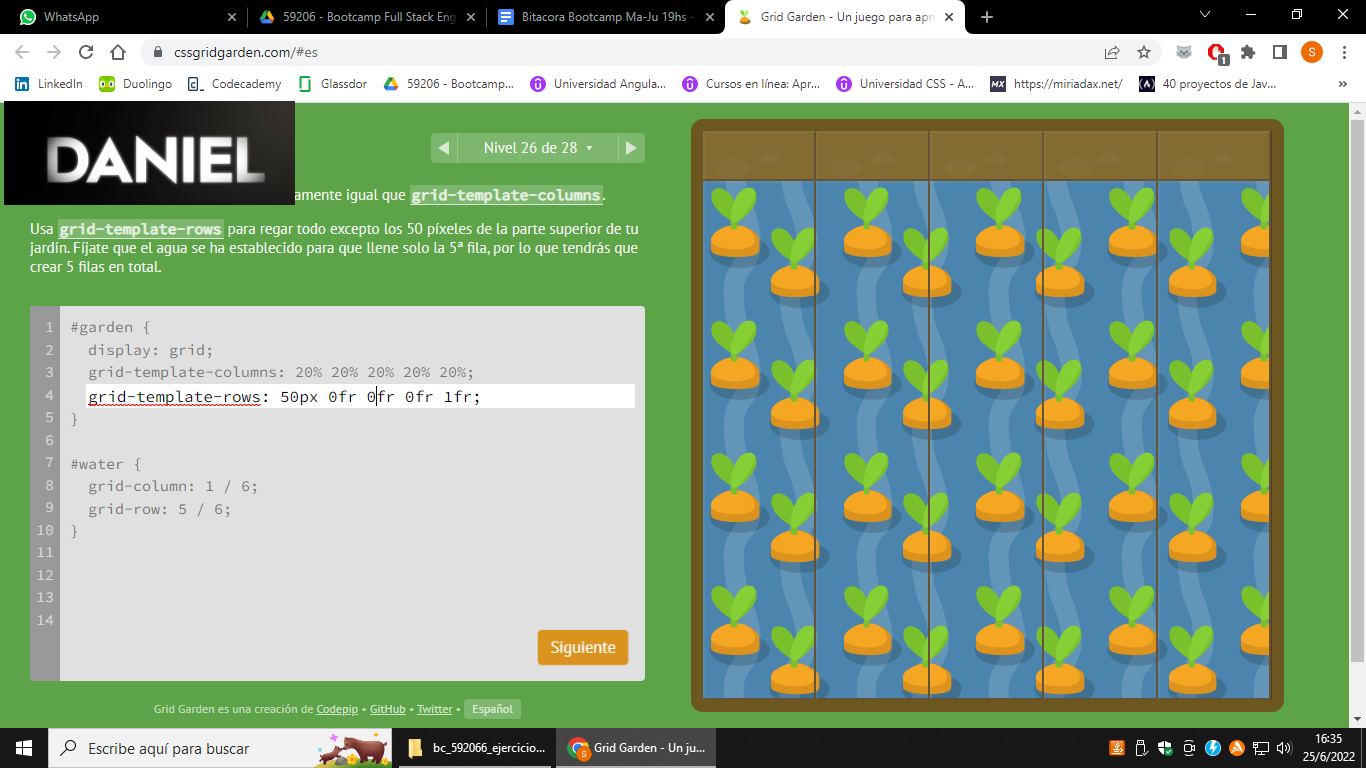 WhatsApp
59206 - Bootcamp Full Stack Eng
Bitacora Bootcamp Ma-Ju 19hs -
Grid Garden - Un juego para apre
cssgridgarden.com/#es
1
S
LinkedIn
Duolingo
Codecademy
Glassdor
59206 - Bootcamp...
Universidad Angula...
Cursos en línea: Apr...
Universidad CSS - A...
MX
https://miriadax.net/
40 proyectos de Jav...
DANIEL
Nivel 26 de 28
amente igual que grid-template-columns.
Usa grid-template-rows para regar todo excepto los 50 píxeles de la parte superior de tu
jardín. Fíjate que el agua se ha establecido para que llene solo la 5ª fila, por lo que tendrás que
crear 5 filas en total.
1 #garden {
2 display: grid;
3 grid-template-columns: 20% 20% 20% 20% 20%;
4 grid-template-rows: 50px 0fr 0fr 0fr 1fr;
5 }
6
7 #water {
8 grid-column: 1 / 6;
9 grid-row: 5 / 6;
10 }
11
12
13
14
Siguiente
Grid Garden es una creación de Codepip • GitHub • Twitter • Español
Escribe aquí para buscar
bc_592066_ejercicio...
S
Grid Garden - Un ju...
16:35
25/6/2022